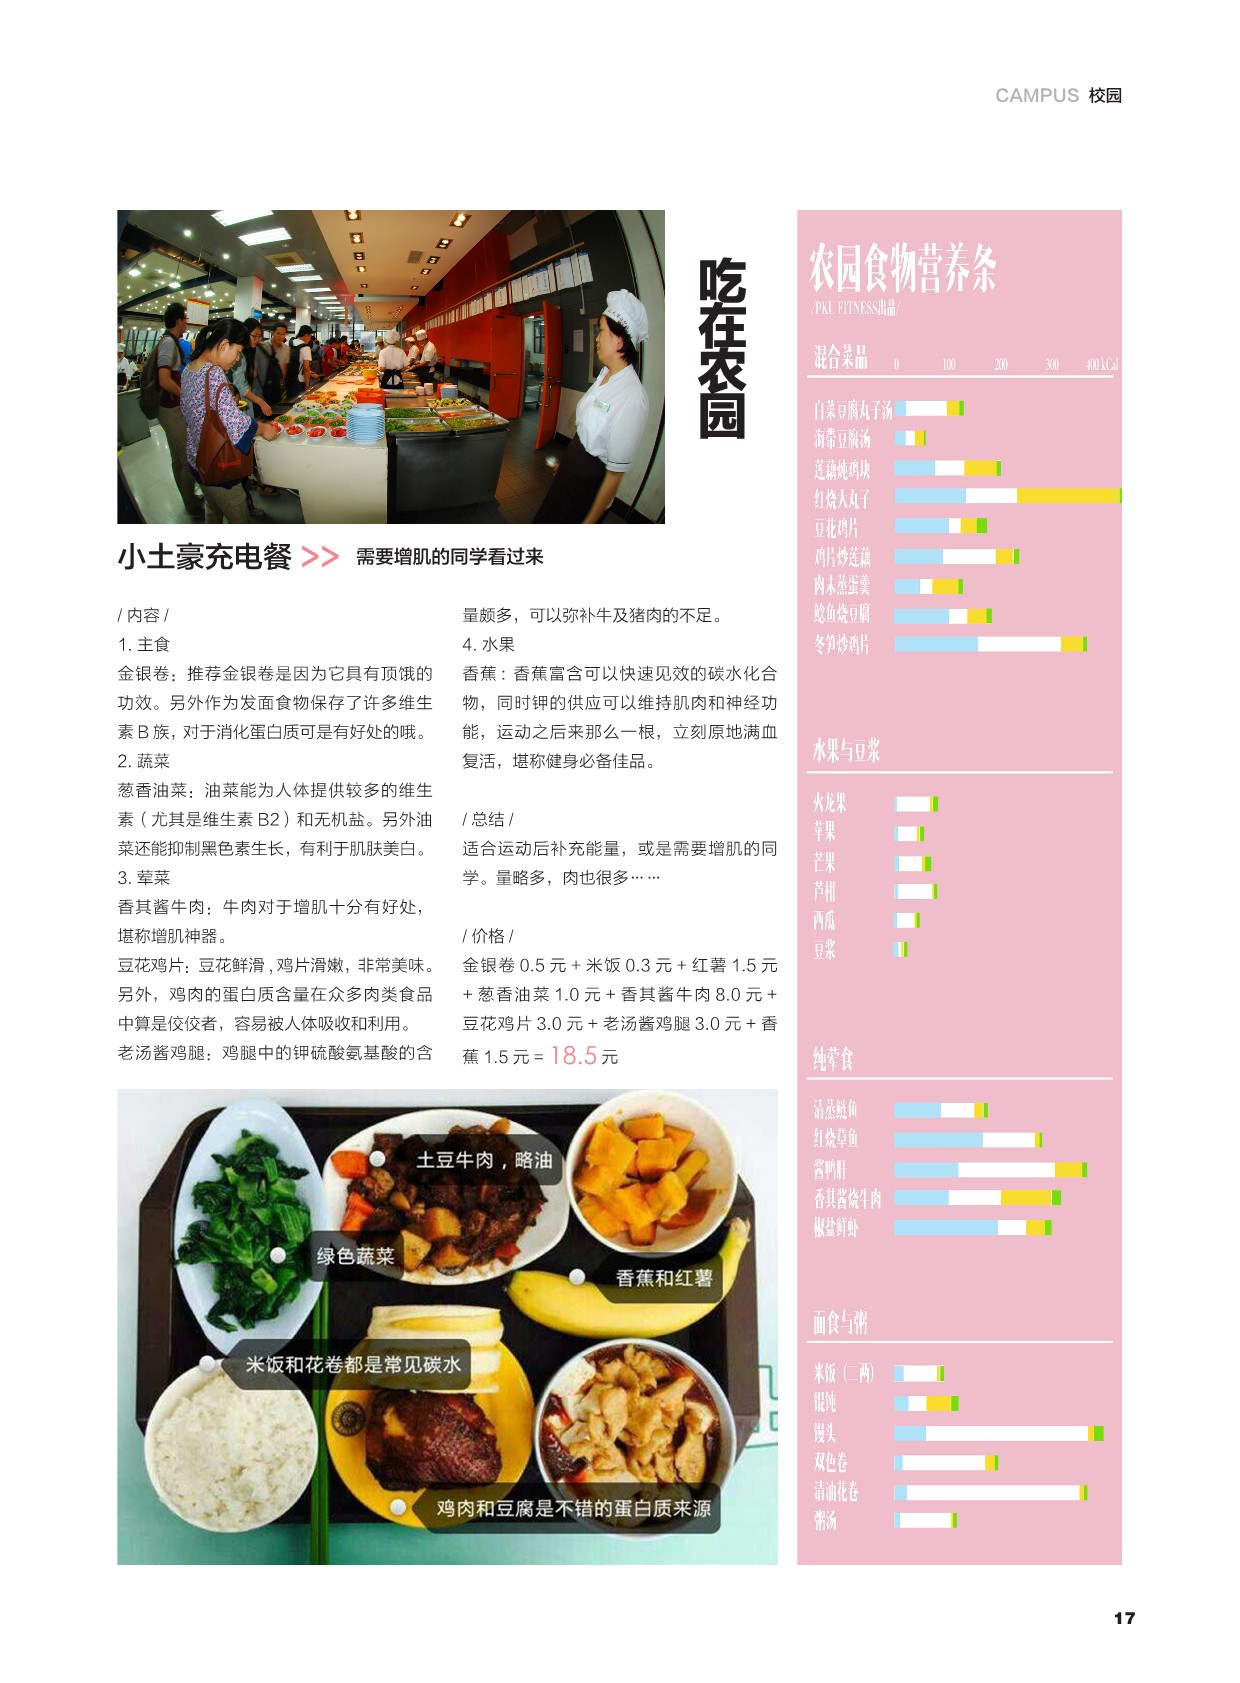 CAMPUS 校园
吃在农园
小土豪充电餐 >> 需要增肌的同学看过来
/ 内容 /
1. 主食
金银卷：推荐金银卷是因为它具有顶饿的
功效。另外作为发面食物保存了许多维生
素 B 族，对于消化蛋白质可是有好处的哦。
2. 蔬菜
葱香油菜：油菜能为人体提供较多的维生
素（尤其是维生素 B2）和无机盐。另外油
菜还能抑制黑色素生长，有利于肌肤美白。
3. 荤菜
香其酱牛肉：牛肉对于增肌十分有好处，
堪称增肌神器。
豆花鸡片：豆花鲜滑 , 鸡片滑嫩，非常美味。
另外，鸡肉的蛋白质含量在众多肉类食品
中算是佼佼者，容易被人体吸收和利用。
老汤酱鸡腿：鸡腿中的钾硫酸氨基酸的含
量颇多，可以弥补牛及猪肉的不足。
4. 水果
香蕉：香蕉富含可以快速见效的碳水化合
物，同时钾的供应可以维持肌肉和神经功
能，运动之后来那么一根，立刻原地满血
复活，堪称健身必备佳品。
/ 总结 /
适合运动后补充能量，或是需要增肌的同
学。量略多，肉也很多……
/ 价格 /
金银卷 0.5 元 + 米饭 0.3 元 + 红薯 1.5 元
+ 葱香油菜 1.0 元 + 香其酱牛肉 8.0 元 +
豆花鸡片 3.0 元 + 老汤酱鸡腿 3.0 元 + 香
蕉 1.5 元 = 18.5 元
土豆牛肉，略油
绿色蔬菜
香蕉和红薯
米饭和花卷都是常见碳水
鸡肉和豆腐是不错的蛋白质来源
农园食物营养条
/PKU FITNESS出品/
混合菜品 0 100 200 300 400 kCal
白菜豆腐丸子汤
海带豆腐汤
莲藕炖鸡块
红烧大丸子
豆花鸡片
鸡片炒莲藕
肉末蒸蛋羹
鲶鱼烧豆腐
冬笋炒鸡片
水果与豆浆
火龙果
苹果
芒果
芦柑
西瓜
豆浆
纯荤食
清蒸鲢鱼
红烧草鱼
酱鸭肝
香其酱烧牛肉
椒盐鲜虾
面食与粥
米饭（二两）
馄饨
馒头
双色卷
清油花卷
粥汤
17